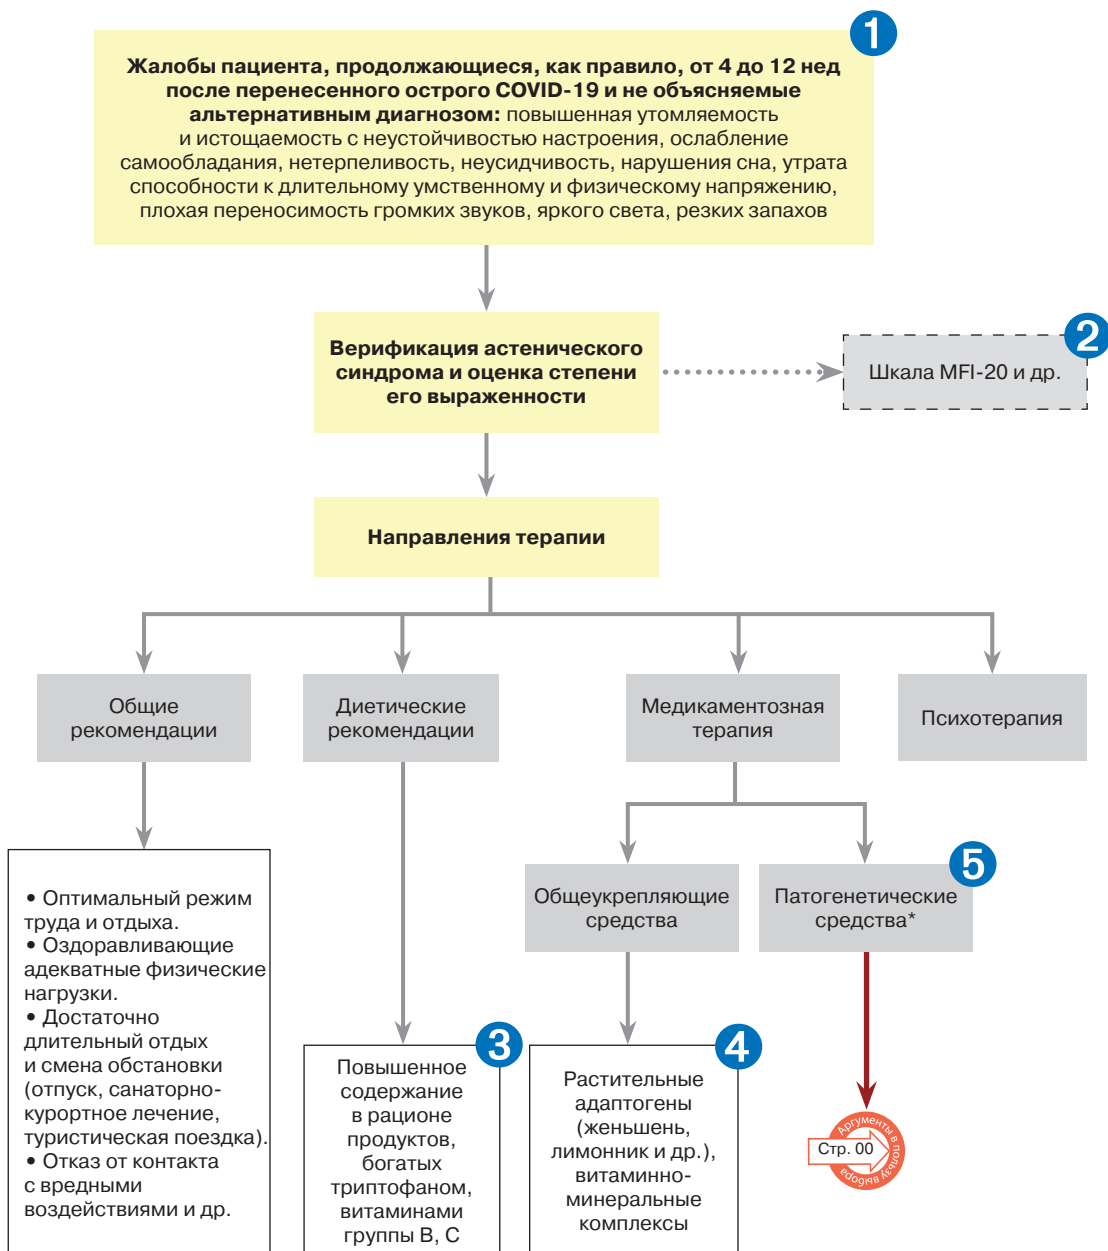 1
Жалобы пациента, продолжающиеся, как правило, от 4 до 12 нед
после перенесенного острого COVID-19 и не объясняемые
альтернативным диагнозом: повышенная утомляемость
и истощаемость с неустойчивостью настроения, ослабление
самообладания, нетерпеливость, неусидчивость, нарушения сна, утрата
способности к длительному умственному и физическому напряжению,
плохая переносимость громких звуков, яркого света, резких запахов
Верификация астенического
синдрома и оценка степени
его выраженности
2
Шкала MFI-20 и др.
Направления терапии
Общие
рекомендации
Диетические
рекомендации
Медикаментозная
терапия
Психотерапия
Общеукрепляющие
средства
5
Патогенетические
средства*
• Оптимальный режим
труда и отдыха.
• Оздоравливающие
адекватные физические
нагрузки.
• Достаточно
длительный отдых
и смена обстановки
(отпуск, санаторно-
курортное лечение,
туристическая поездка).
• Отказ от контакта
с вредными
воздействиями и др.
3
Повышенное
содержание
в рационе
продуктов,
богатых
триптофаном,
витаминами
группы В, С
4
Растительные
адаптогены
(женьшень,
лимонник и др.),
витаминно-
минеральные
комплексы
Аргументы в
пользу выбора
Стр. 00